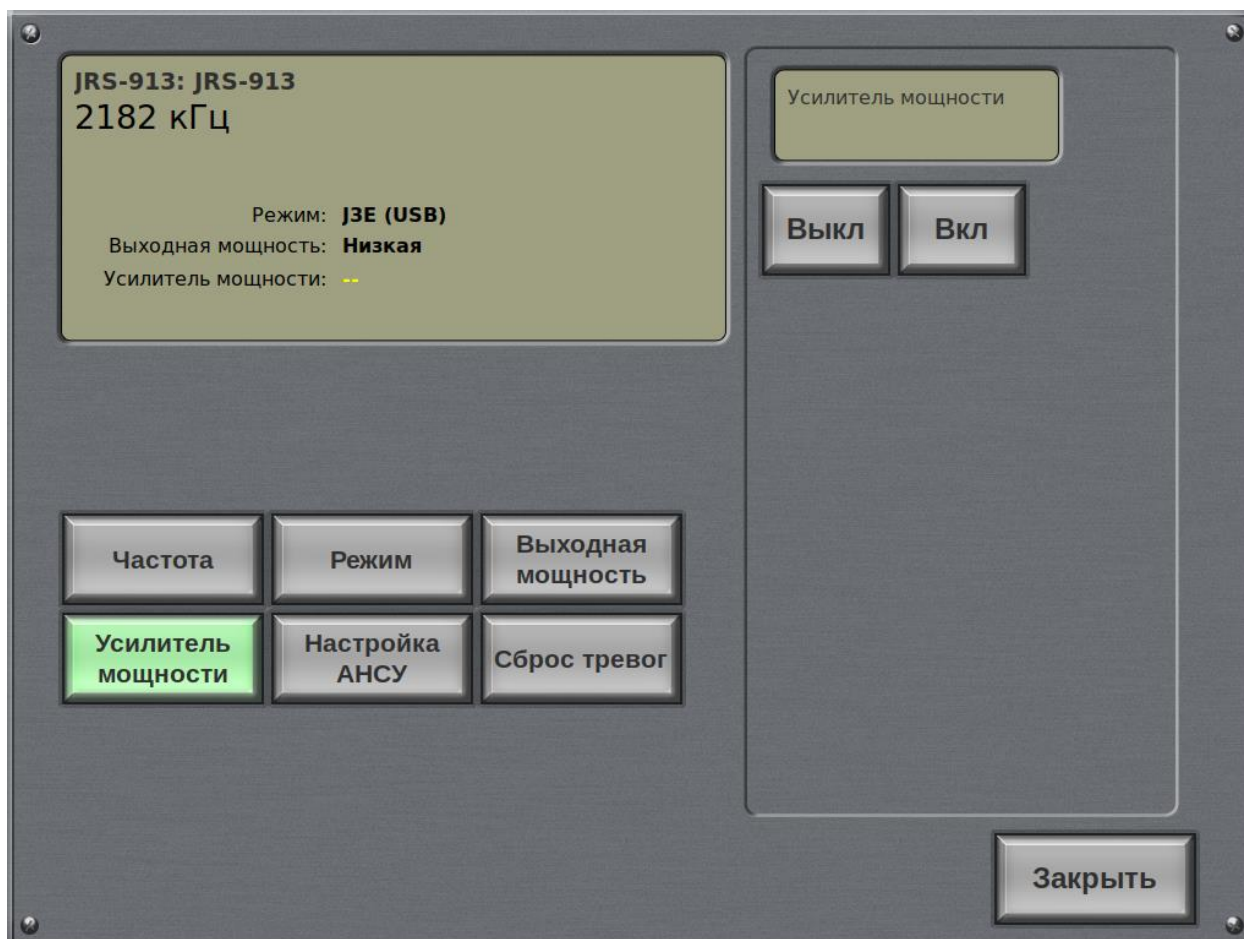 JRS-913: JRS-913
2182 кГц
Режим: J3E (USB)
Выходная мощность: Низкая
Усилитель мощности: --
Усилитель мощности
Выкл
Вкл
Частота
Режим
Выходная
мощность
Усилитель
мощности
Настройка
АНСУ
Сброс тревог
Закрыть